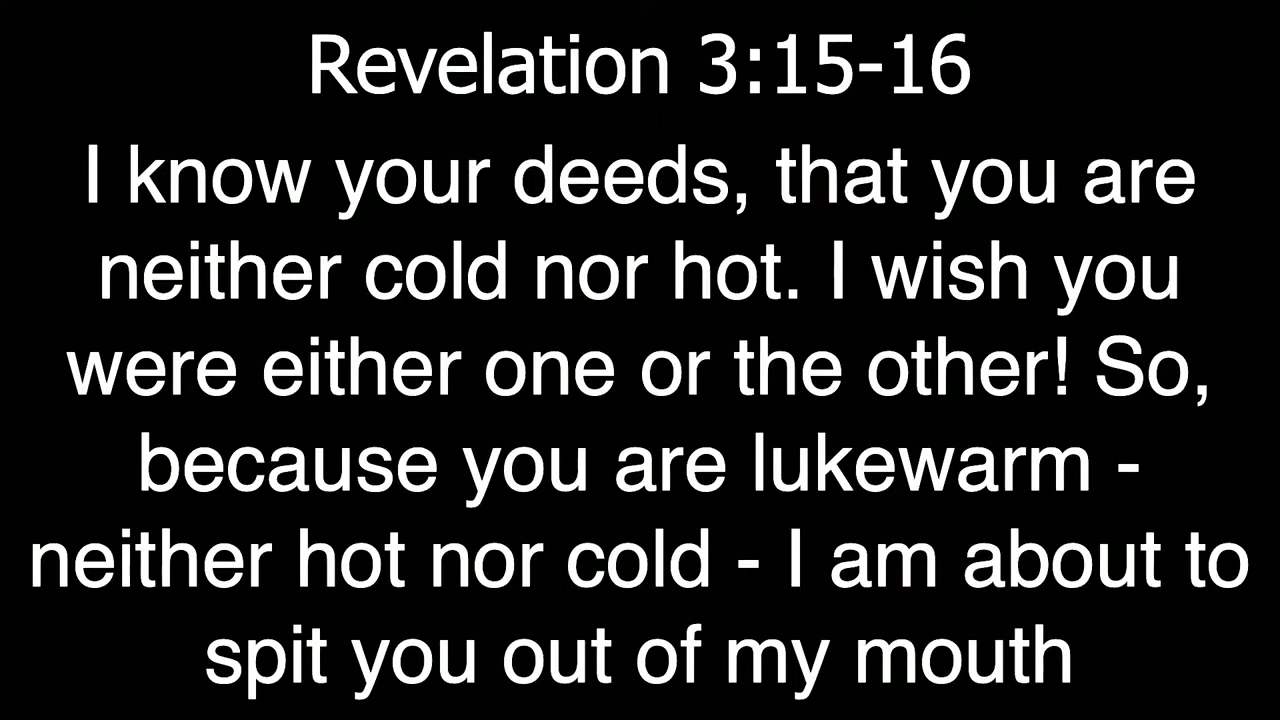 Revelation 3:15-16
I know your deeds, that you are
neither cold nor hot. I wish you
were either one or the other! So,
because you are lukewarm -
neither hot nor cold - I am about to
spit you out of my mouth